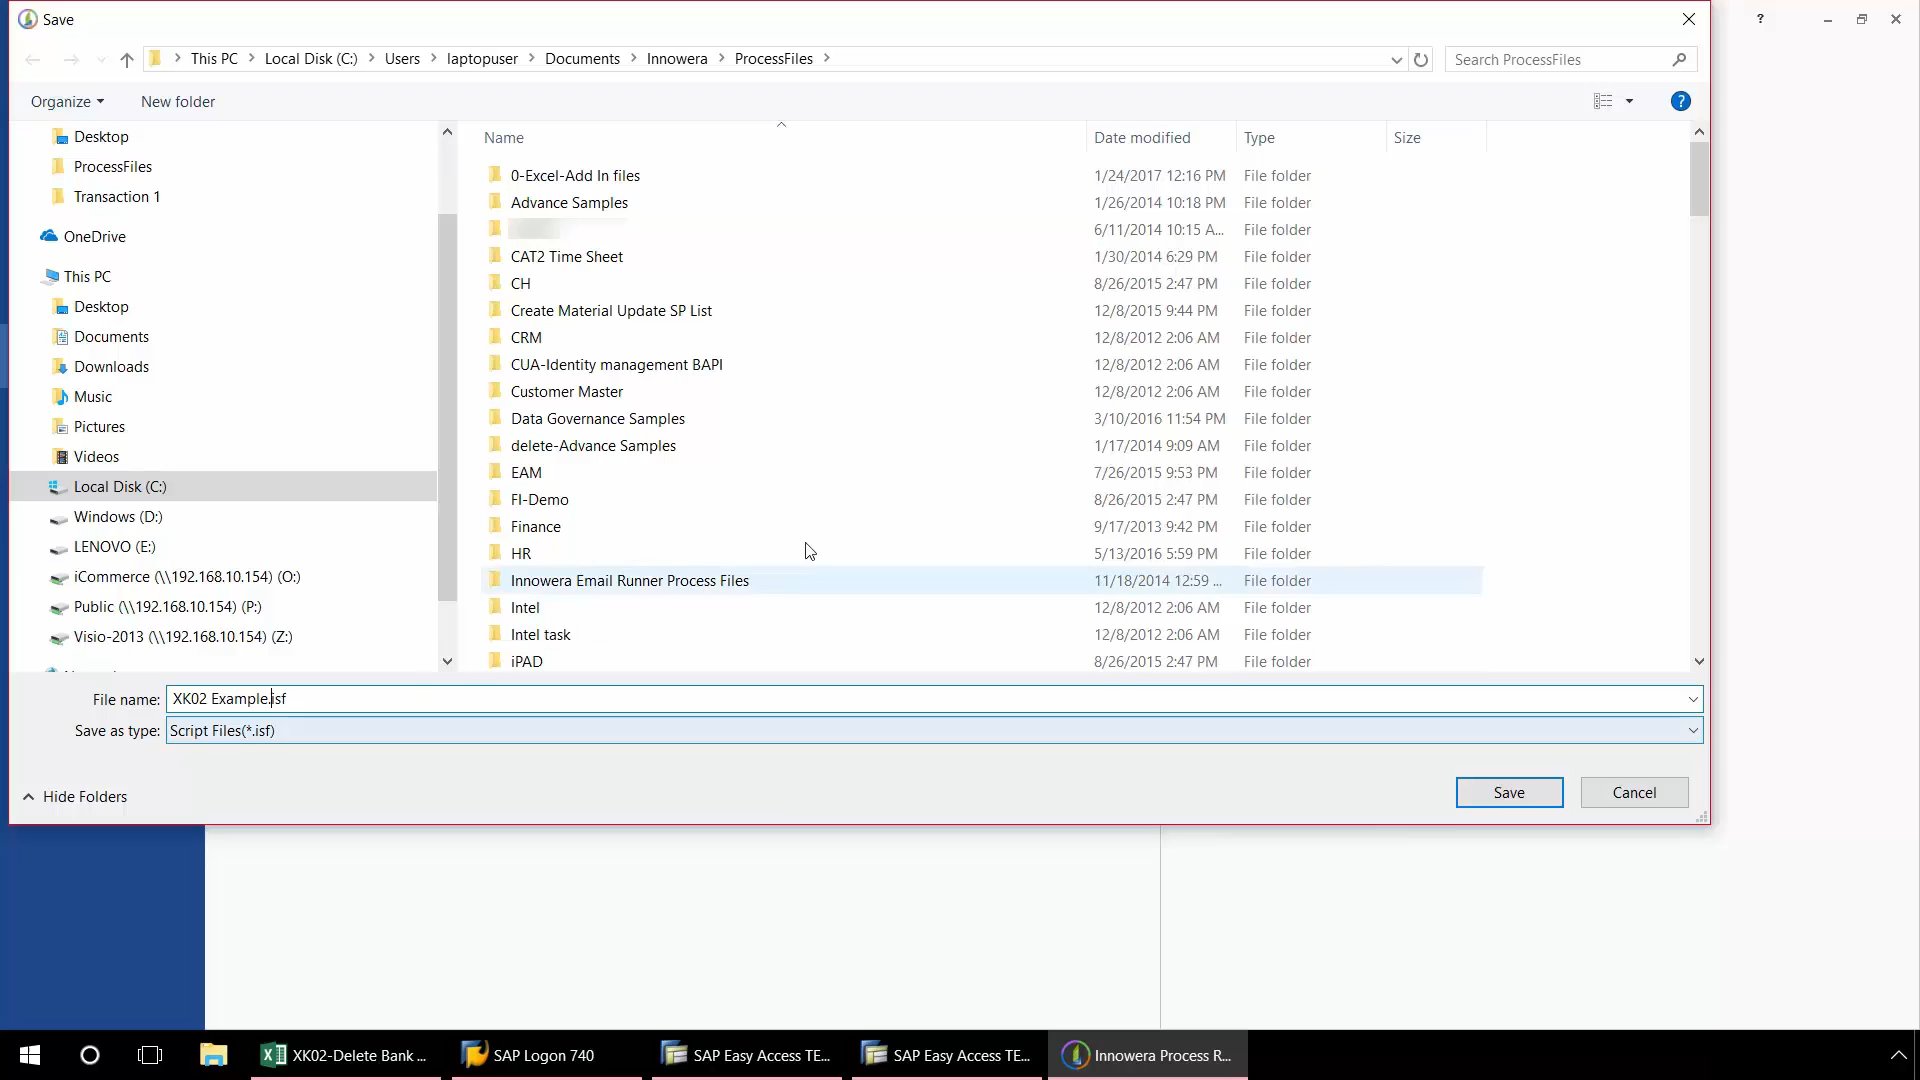 Save
?
This PC
Local Disk (C:)
Users
laptopuser
Documents
Innowera
ProcessFiles
Search ProcessFiles
Organize
New folder
?
Desktop
ProcessFiles
Transaction 1
OneDrive
This PC
Desktop
Documents
Downloads
Music
Pictures
Videos
Local Disk (C:)
Windows (D:)
LENOVO (E:)
iCommerce (\\192.168.10.154) (O:)
Public (\\192.168.10.154) (P:)
Visio-2013 (\\192.168.10.154) (Z:)
Name Date modified Type Size
0-Excel-Add In files 1/24/2017 12:16 PM File folder
Advance Samples 1/26/2014 10:18 PM File folder
6/11/2014 10:15 A... File folder
CAT2 Time Sheet 1/30/2014 6:29 PM File folder
CH 8/26/2015 2:47 PM File folder
Create Material Update SP List 12/8/2015 9:44 PM File folder
CRM 12/8/2012 2:06 AM File folder
CUA-Identity management BAPI 12/8/2012 2:06 AM File folder
Customer Master 12/8/2012 2:06 AM File folder
Data Governance Samples 3/10/2016 11:54 PM File folder
delete-Advance Samples 1/17/2014 9:09 AM File folder
EAM 7/26/2015 9:53 PM File folder
FI-Demo 8/26/2015 2:47 PM File folder
Finance 9/17/2013 9:42 PM File folder
HR 5/13/2016 5:59 PM File folder
Innowera Email Runner Process Files 11/18/2014 12:59 ... File folder
Intel 12/8/2012 2:06 AM File folder
Intel task 12/8/2012 2:06 AM File folder
iPAD 8/26/2015 2:47 PM File folder
File name: XK02 Example.isf
Save as type: Script Files(*.isf)
Hide Folders
Save
Cancel
XK02-Delete Bank ...
SAP Logon 740
SAP Easy Access TE...
SAP Easy Access TE...
Innowera Process R...